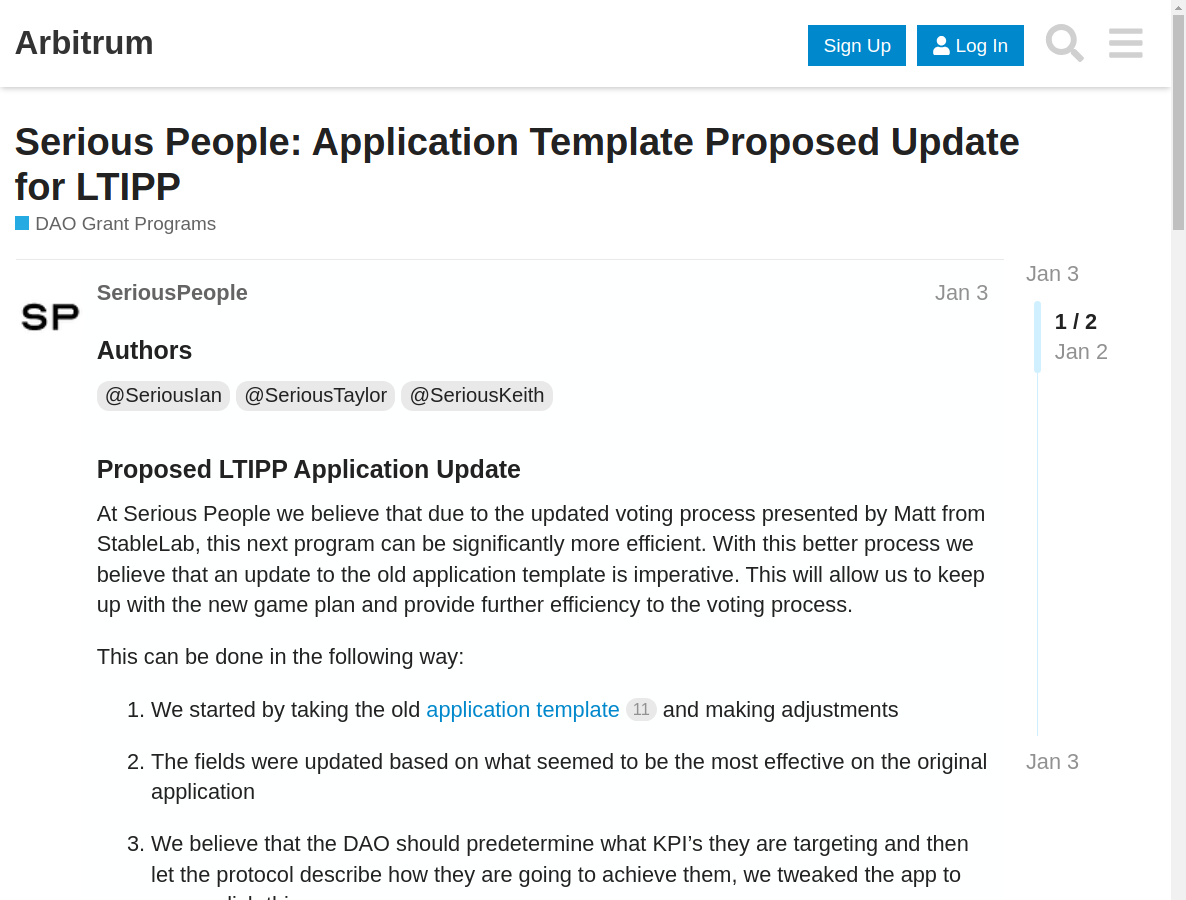 Arbitrum
Sign Up
Log In
Serious People: Application Template Proposed Update
for LTIPP
DAO Grant Programs
SP
SeriousPeople
Jan 3
Authors
@SeriousIan @SeriousTaylor @SeriousKeith
Proposed LTIPP Application Update
At Serious People we believe that due to the updated voting process presented by Matt from
StableLab, this next program can be significantly more efficient. With this better process we
believe that an update to the old application template is imperative. This will allow us to keep
up with the new game plan and provide further efficiency to the voting process.
This can be done in the following way:
1. We started by taking the old application template 11 and making adjustments
2. The fields were updated based on what seemed to be the most effective on the original
application
3. We believe that the DAO should predetermine what KPI’s they are targeting and then
let the protocol describe how they are going to achieve them, we tweaked the app to
Jan 3
1 / 2
Jan 2
Jan 3